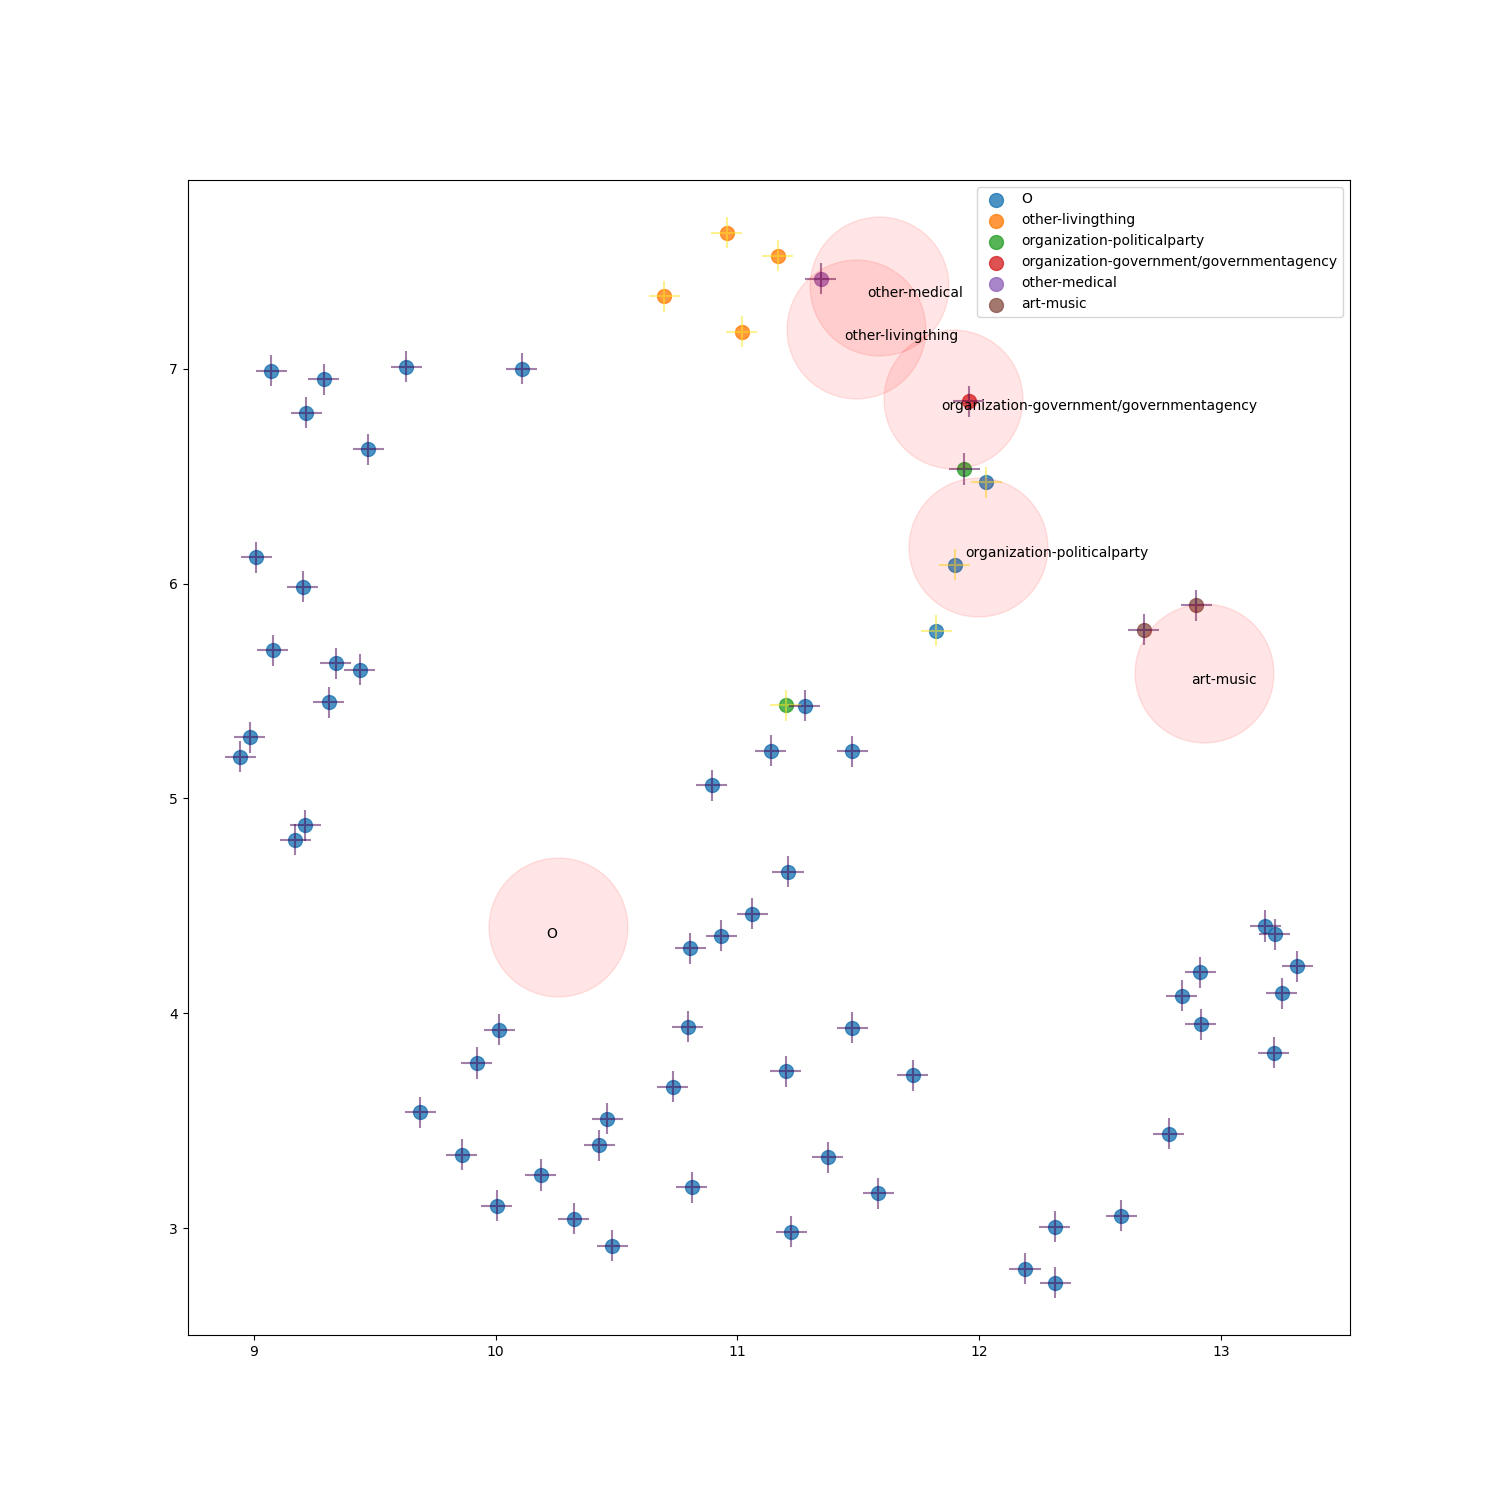 O
other-livingthing
organization-politicalparty
organization-government/governmentagency
other-medical
art-music
other-medical
other-livingthing
7
organization-government/governmentagency
6
organization-politicalparty
art-music
5
O
4
3
9 10 11 12 13